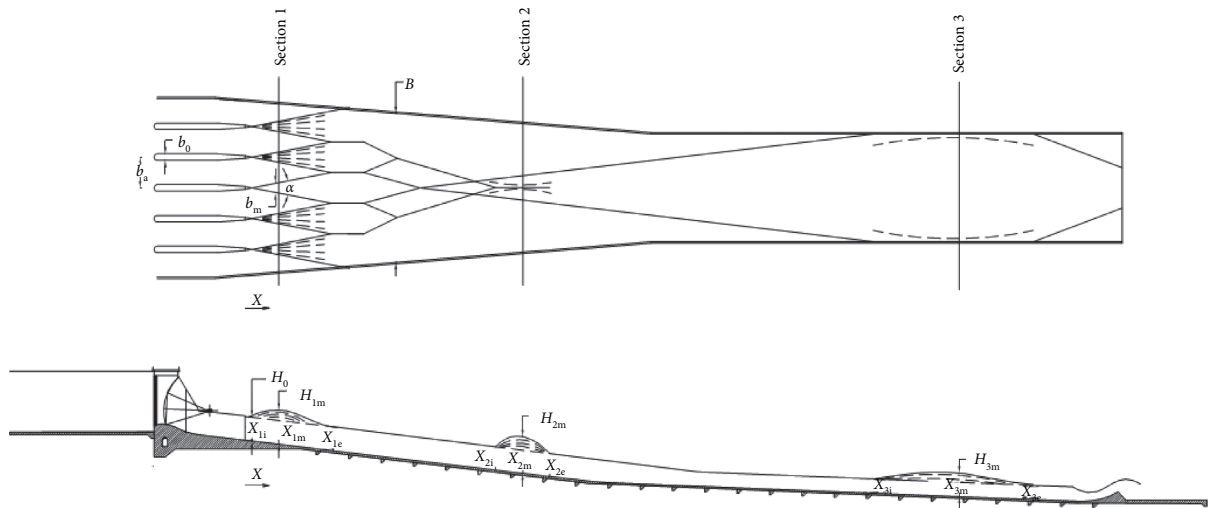 Section 1
Section 2
Section 3
B
b0
ba
α
bm
X
H0
H1m
H2m
H3m
X1i
X1m
X1e
X2i
X2m
X2e
X3i
X3m
X3e
X